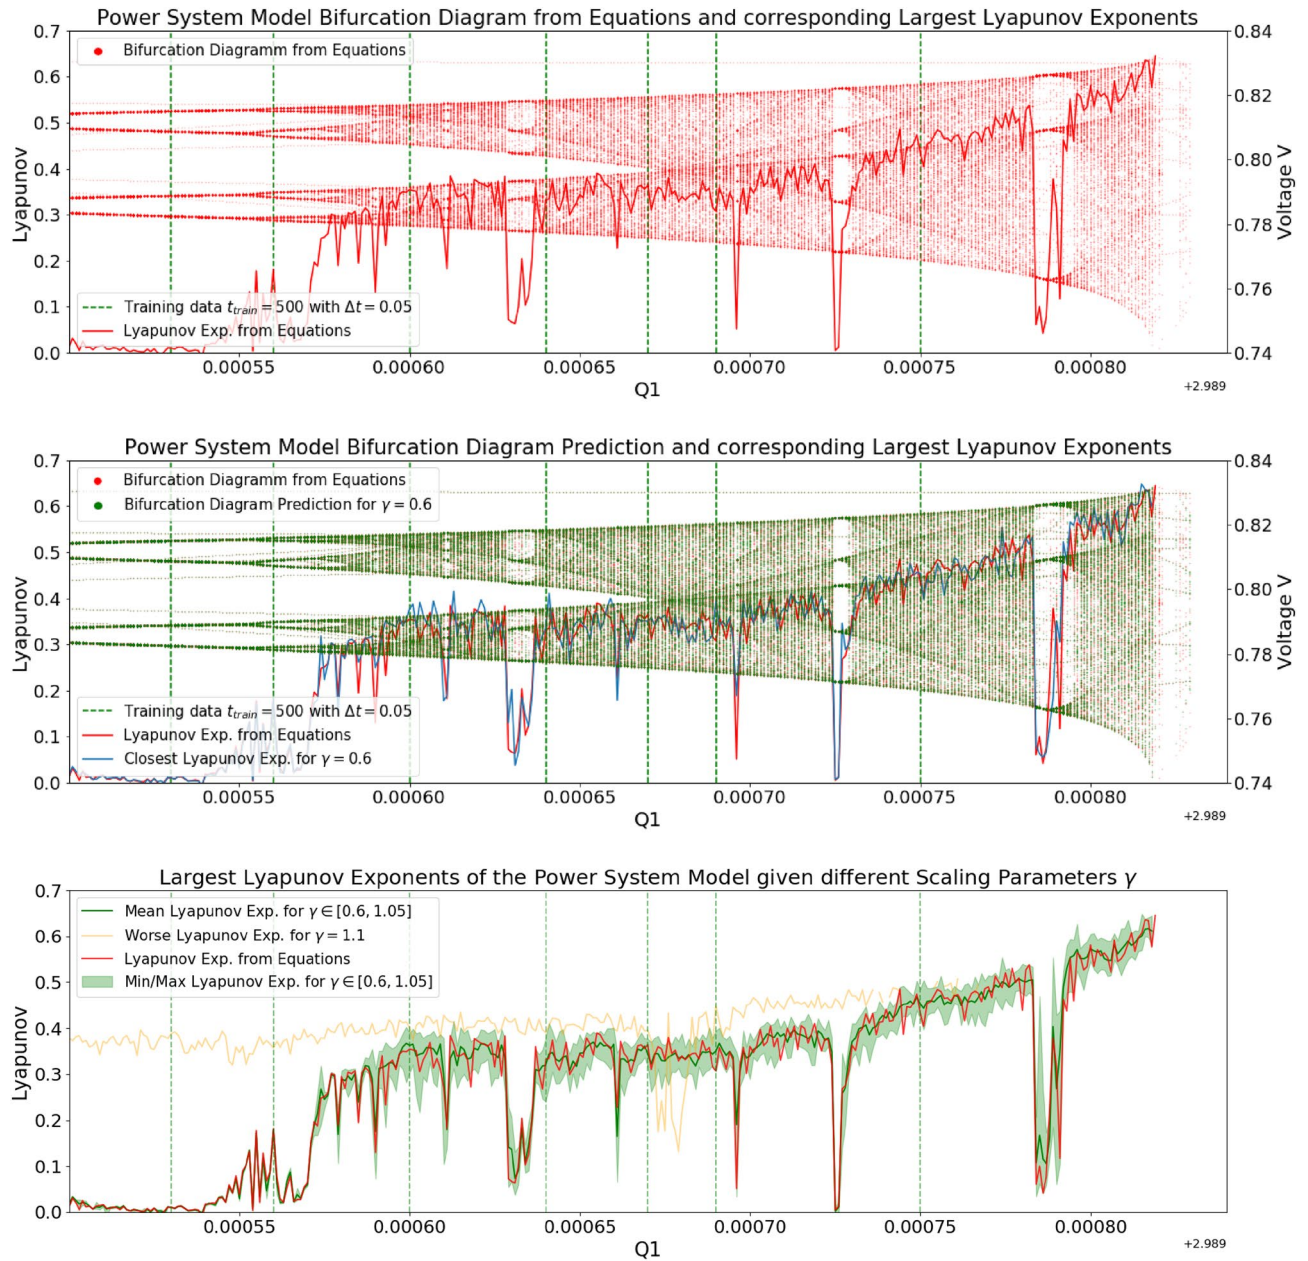 Power System Model Bifurcation Diagram from Equations and corresponding Largest Lyapunov Exponents
0.7
0.6
0.5
0.4
0.3
0.2
0.1
0.0
Lyapunov
Bifurcation Diagramm from Equations
Training data t_train = 500 with Δt = 0.05
Lyapunov Exp. from Equations
0.84
0.82
0.80
0.78
0.76
0.74
Voltage V
0.00055 0.00060 0.00065 0.00070 0.00075 0.00080
Q1
+2.989
Power System Model Bifurcation Diagram Prediction and corresponding Largest Lyapunov Exponents
0.7
0.6
0.5
0.4
0.3
0.2
0.1
0.0
Lyapunov
Bifurcation Diagramm from Equations
Bifurcation Diagram Prediction for γ = 0.6
Training data t_train = 500 with Δt = 0.05
Lyapunov Exp. from Equations
Closest Lyapunov Exp. for γ = 0.6
0.84
0.82
0.80
0.78
0.76
0.74
Voltage V
0.00055 0.00060 0.00065 0.00070 0.00075 0.00080
Q1
+2.989
Largest Lyapunov Exponents of the Power System Model given different Scaling Parameters γ
0.7
0.6
0.5
0.4
0.3
0.2
0.1
0.0
Lyapunov
Mean Lyapunov Exp. for γ ∈ [0.6, 1.05]
Worse Lyapunov Exp. for γ = 1.1
Lyapunov Exp. from Equations
Min/Max Lyapunov Exp. for γ ∈ [0.6, 1.05]
0.00055 0.00060 0.00065 0.00070 0.00075 0.00080
Q1
+2.989